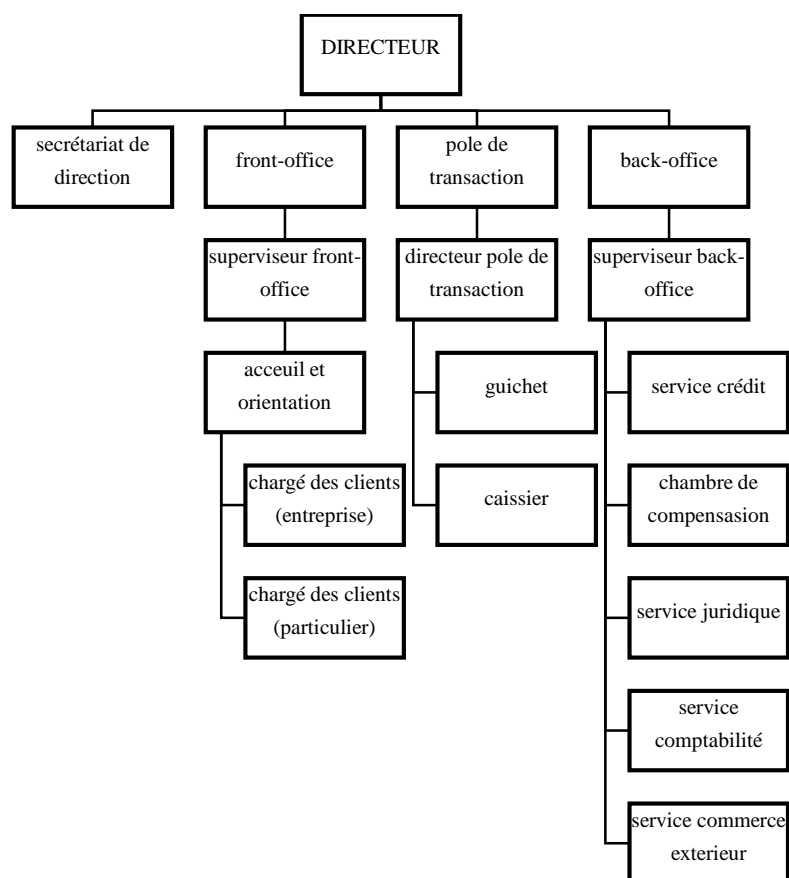 DIRECTEUR
secrétariat de
direction
front-office
pole de
transaction
back-office
superviseur front-
office
directeur pole de
transaction
superviseur back-
office
acceuil et
orientation
guichet
service crédit
chargé des clients
(entreprise)
caissier
chambre de
compensasion
chargé des clients
(particulier)
service juridique
service
comptabilité
service commerce
exterieur